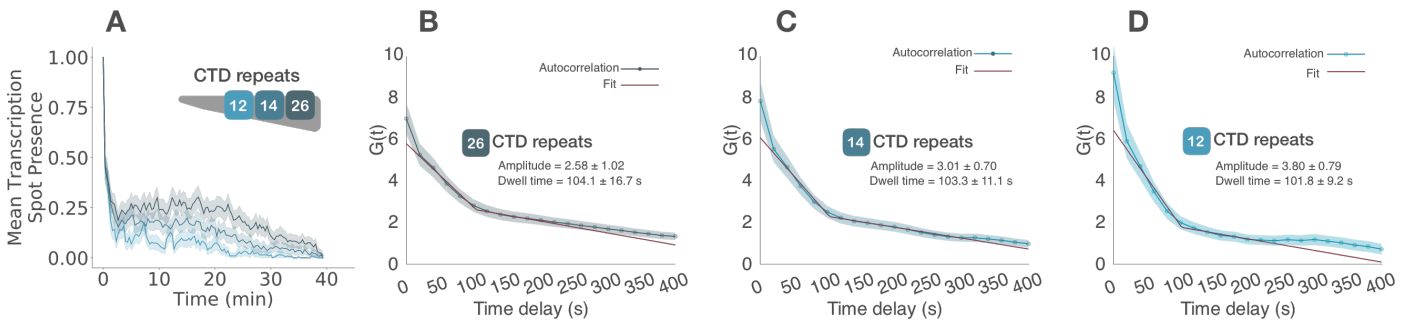 A
Mean Transcription
Spot Presence
1.00
0.75
0.50
0.25
0.00
CTD repeats
12 14 26
0 10 20 30 40
Time (min)
B
G(t)
10
8
6
4
2
0
Autocorrelation
Fit
26 CTD repeats
Amplitude = 2.58 ± 1.02
Dwell time = 104.1 ± 16.7 s
0 50 100 150 200 250 300 350 400
Time delay (s)
C
G(t)
10
8
6
4
2
0
Autocorrelation
Fit
14 CTD repeats
Amplitude = 3.01 ± 0.70
Dwell time = 103.3 ± 11.1 s
0 50 100 150 200 250 300 350 400
Time delay (s)
D
G(t)
10
8
6
4
2
0
Autocorrelation
Fit
12 CTD repeats
Amplitude = 3.80 ± 0.79
Dwell time = 101.8 ± 9.2 s
0 50 100 150 200 250 300 350 400
Time delay (s)